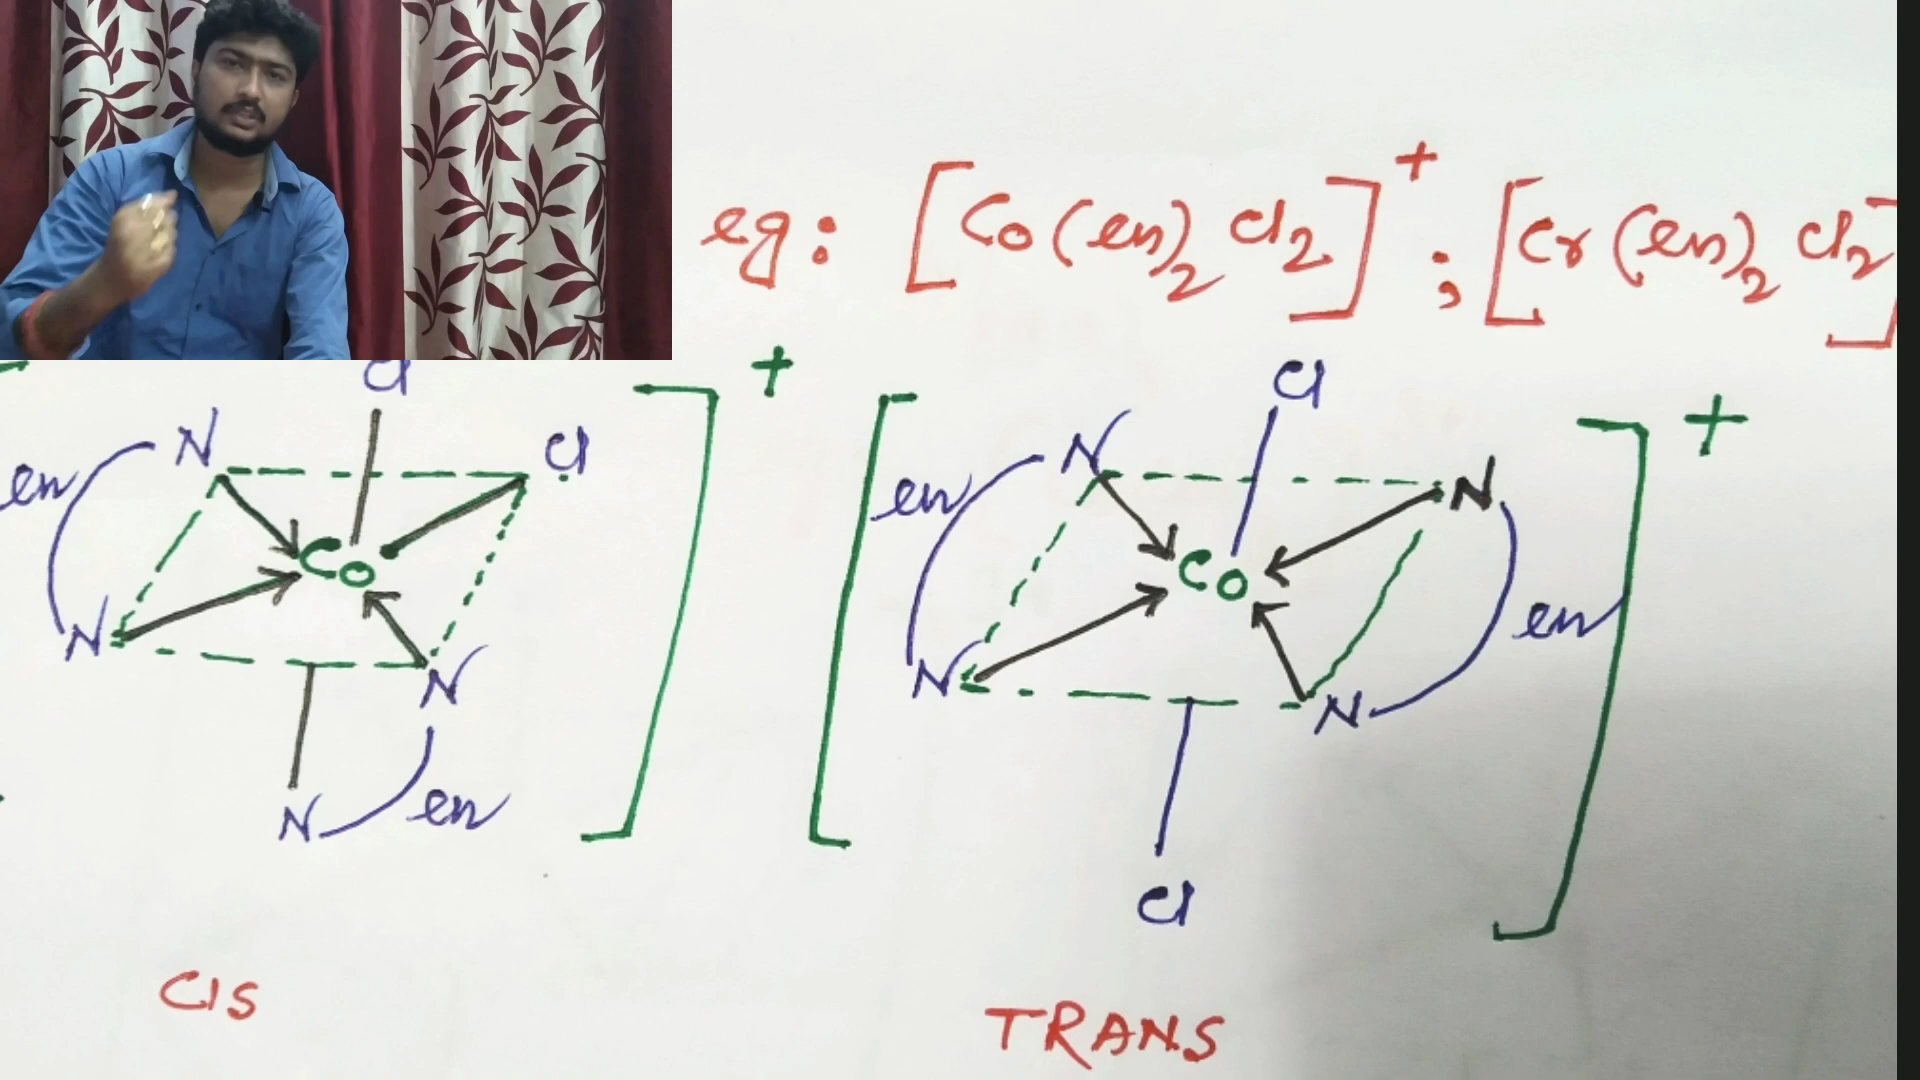 eg: [Co(en)2 Cl2]+ ; [Cr(en)2 Cl2]
Cl + Cl +
N Cl N N
en en
Co Co
en
N N N N
N en
Cl
CIS TRANS